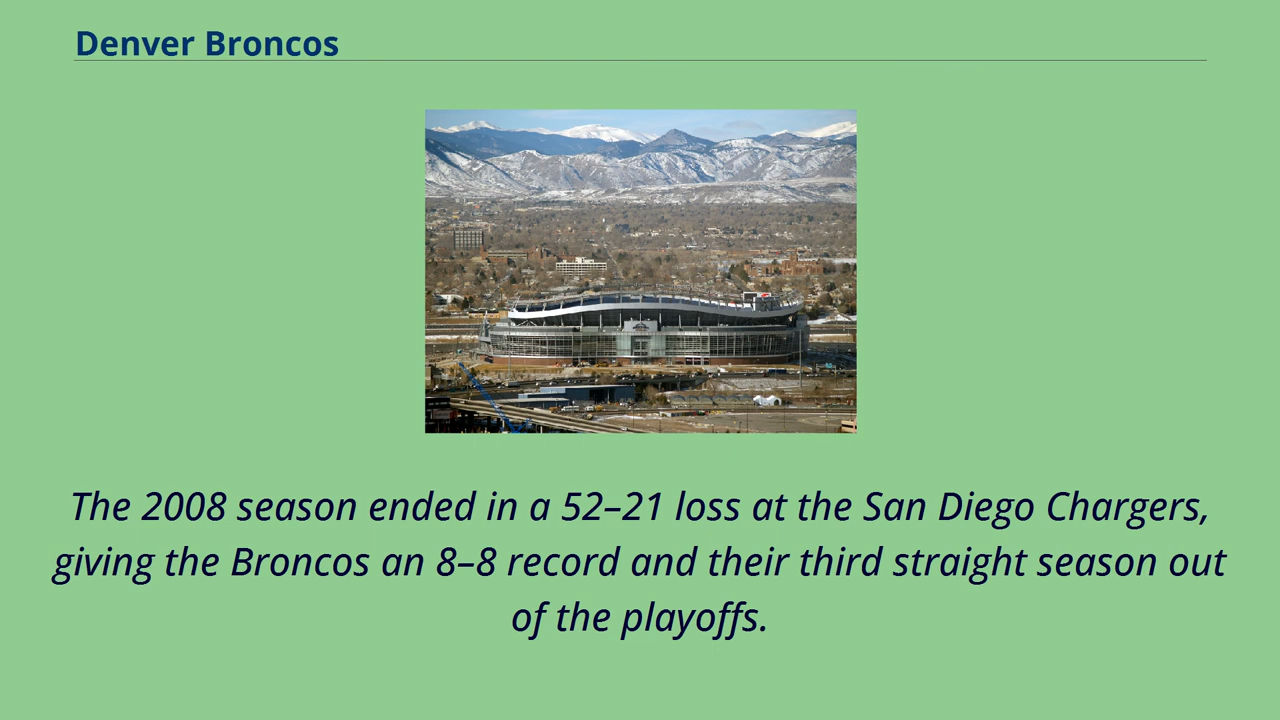 Denver Broncos
The 2008 season ended in a 52–21 loss at the San Diego Chargers,
giving the Broncos an 8–8 record and their third straight season out
of the playoffs.